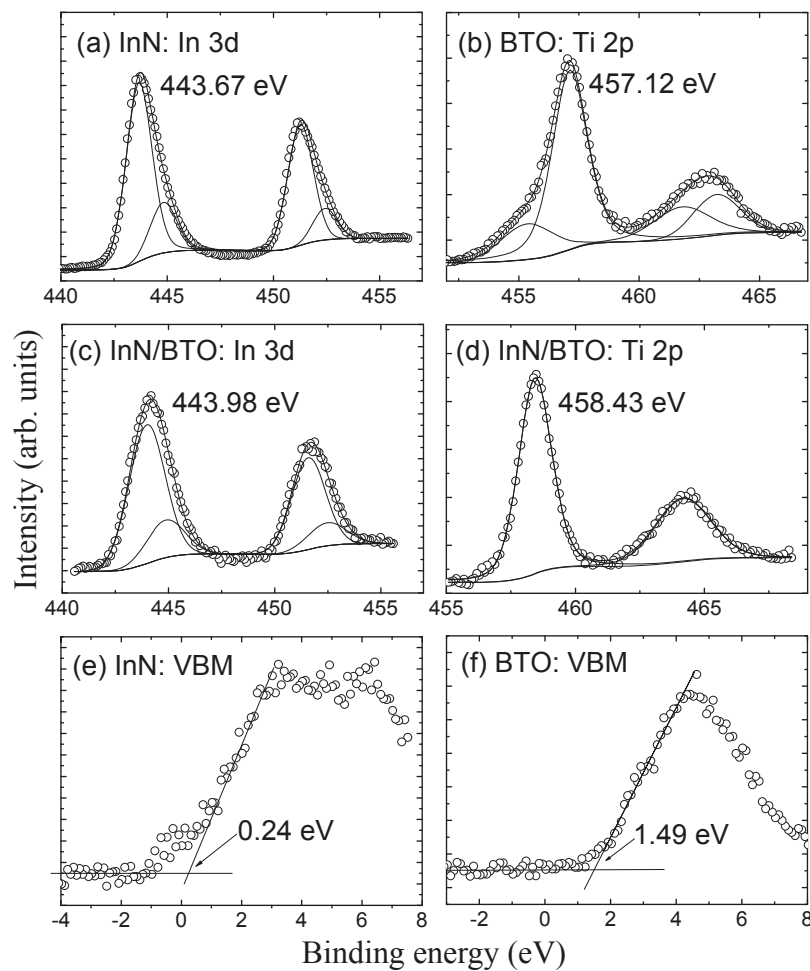 (a) InN: In 3d
443.67 eV
440 445 450 455
(b) BTO: Ti 2p
457.12 eV
455 460 465
(c) InN/BTO: In 3d
443.98 eV
440 445 450 455
(d) InN/BTO: Ti 2p
458.43 eV
455 460 465
(e) InN: VBM
0.24 eV
-4 -2 0 2 4 6 8
(f) BTO: VBM
1.49 eV
-2 0 2 4 6 8
Intensity (arb. units)
Binding energy (eV)